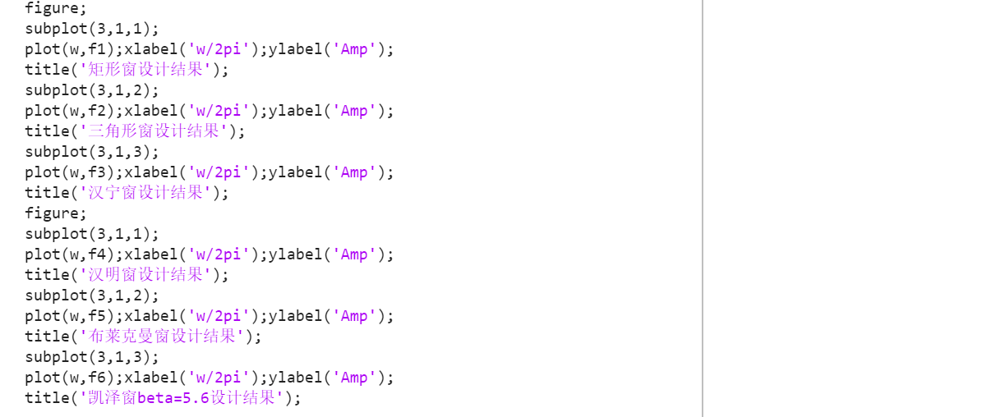 figure;
subplot(3,1,1);
plot(w,f1);xlabel('w/2pi');ylabel('Amp');
title('矩形窗设计结果');
subplot(3,1,2);
plot(w,f2);xlabel('w/2pi');ylabel('Amp');
title('三角形窗设计结果');
subplot(3,1,3);
plot(w,f3);xlabel('w/2pi');ylabel('Amp');
title('汉宁窗设计结果');
figure;
subplot(3,1,1);
plot(w,f4);xlabel('w/2pi');ylabel('Amp');
title('汉明窗设计结果');
subplot(3,1,2);
plot(w,f5);xlabel('w/2pi');ylabel('Amp');
title('布莱克曼窗设计结果');
subplot(3,1,3);
plot(w,f6);xlabel('w/2pi');ylabel('Amp');
title('凯泽窗beta=5.6设计结果');